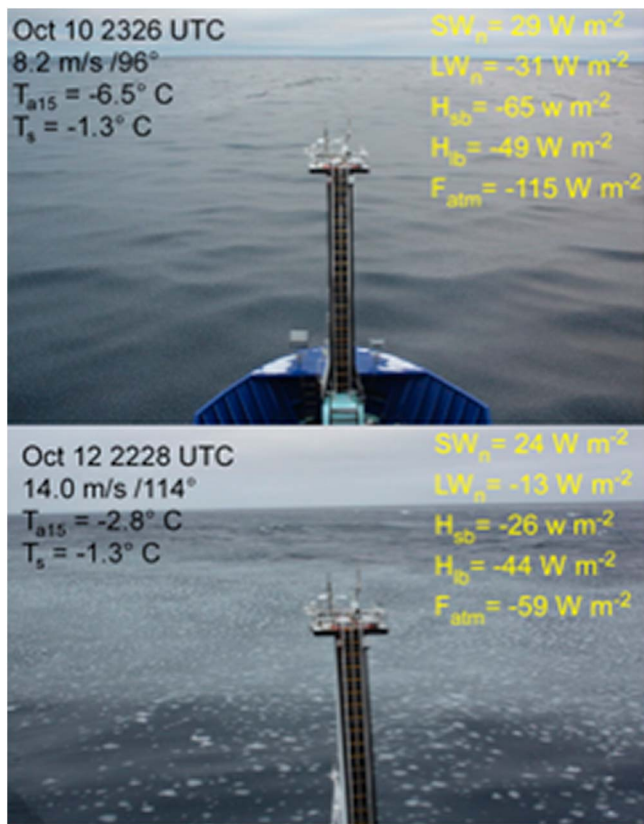 Oct 10 2326 UTC
8.2 m/s /96°
Ta15 = -6.5° C
Ts = -1.3° C
SWn= 29 W m-2
LWn= -31 W m-2
Hsb= -65 w m-2
Hlb= -49 W m-2
Fatm= -115 W m-2
Oct 12 2228 UTC
14.0 m/s /114°
Ta15 = -2.8° C
Ts = -1.3° C
SWn= 24 W m-2
LWn= -13 W m-2
Hsb= -26 w m-2
Hlb= -44 W m-2
Fatm= -59 W m-2